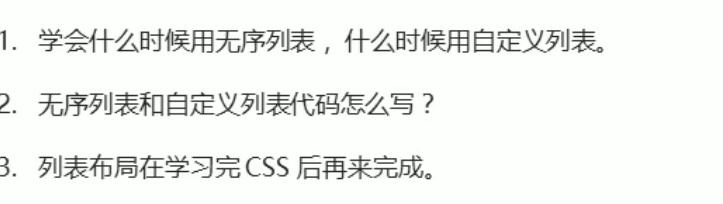 1. 学会什么时候用无序列表，什么时候用自定义列表。
2. 无序列表和自定义列表代码怎么写？
3. 列表布局在学习完 CSS 后再来完成。